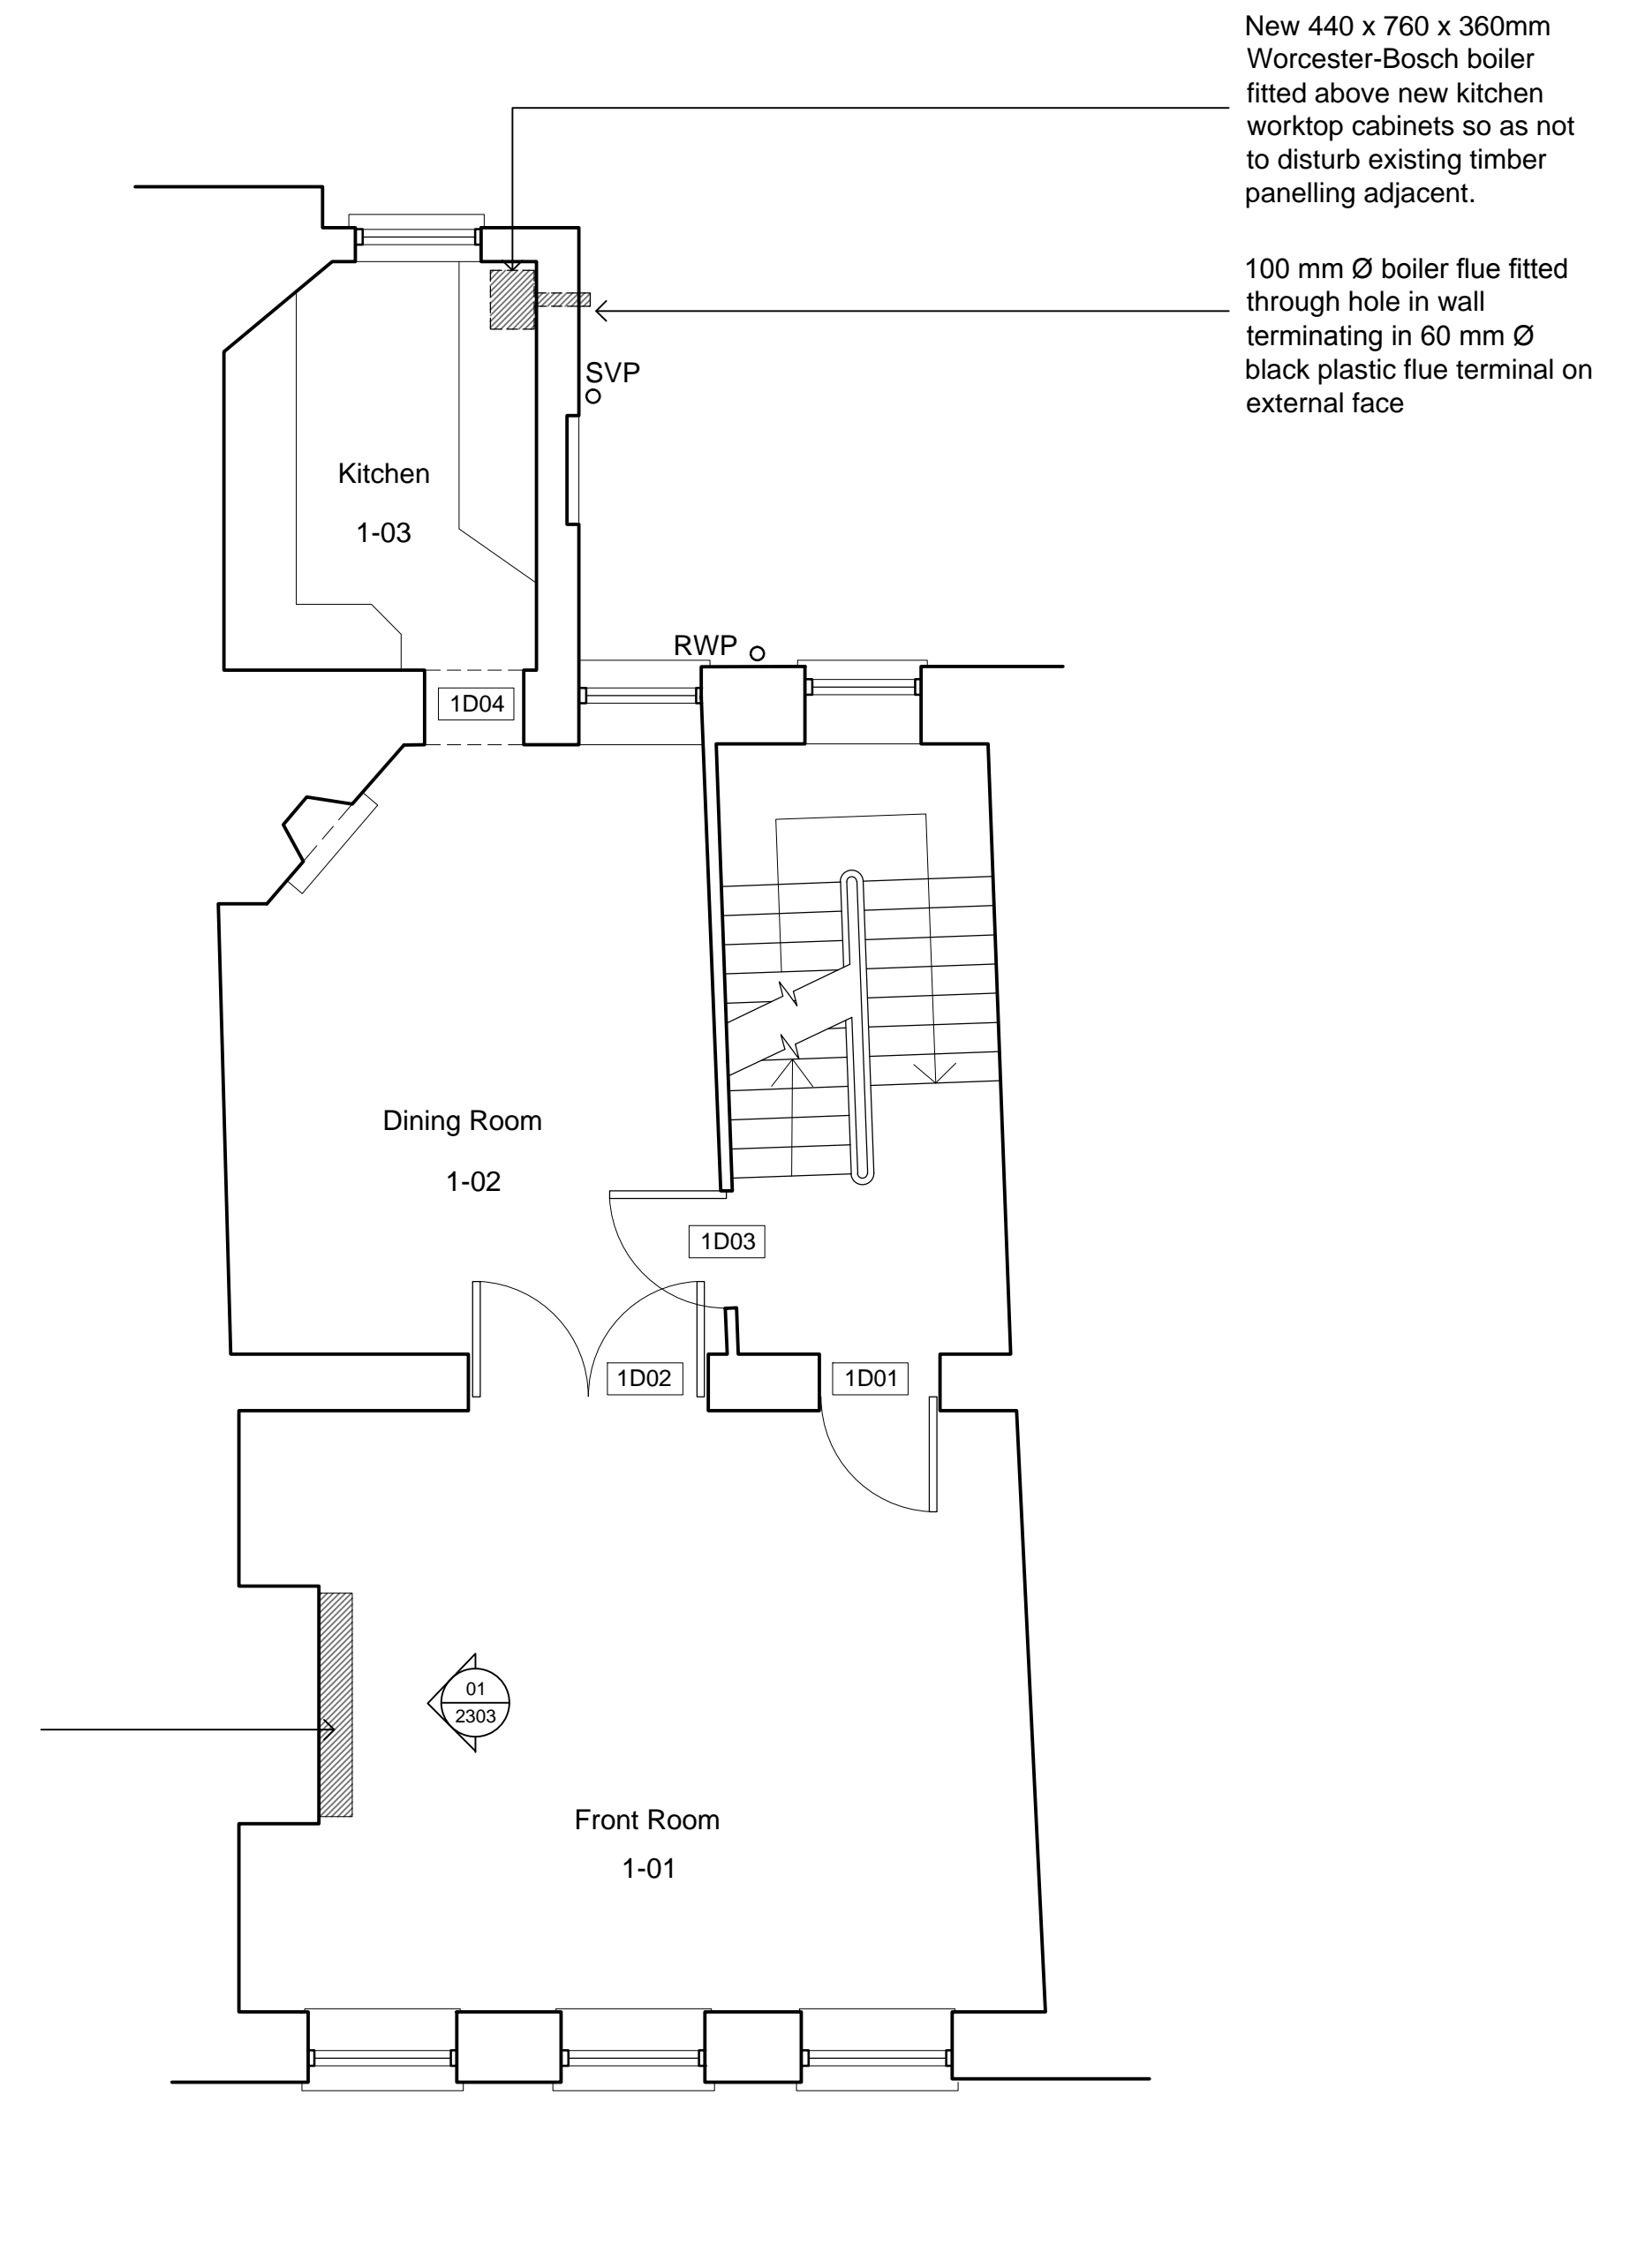 New 440 x 760 x 360mm
Worcester-Bosch boiler
fitted above new kitchen
worktop cabinets so as not
to disturb existing timber
panelling adjacent.
100 mm Ø boiler flue fitted
through hole in wall
terminating in 60 mm Ø
black plastic flue terminal on
external face
SVP
Kitchen
1-03
RWP
1D04
Dining Room
1-02
1D03
1D02
1D01
01
2303
Front Room
1-01